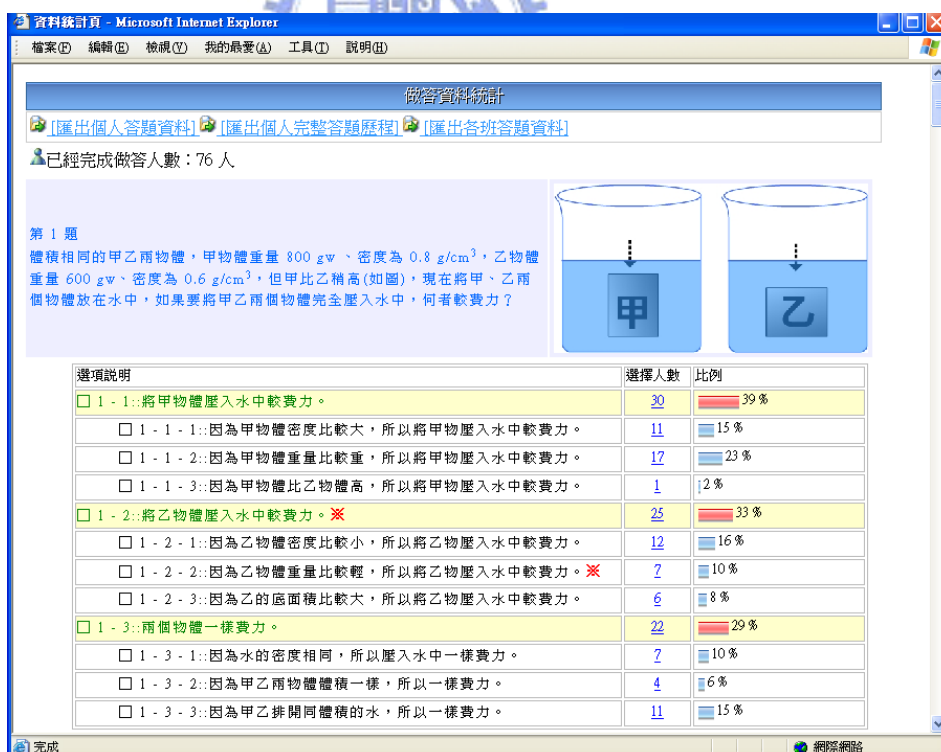 資料統計頁 - Microsoft Internet Explorer
檔案(F) 編輯(E) 檢視(V) 我的最愛(A) 工具(T) 説明(H)
做答資料統計
[匯出個人答題資料] [匯出個人完整答題歷程] [匯出各班答題資料]
已經完成做答人數：76 人
第 1 題
體積相同的甲乙兩物體，甲物體重量 800 gw 、密度為 0.8 g/cm³，乙物體
重量 600 gw、密度為 0.6 g/cm³，但甲比乙稍高(如圖)，現在將甲、乙兩
個物體放在水中，如果要將甲乙兩個物體完全壓入水中，何者較費力？
甲 乙
選項説明 選擇人數 比例
1 - 1::將甲物體壓入水中較費力。 30 39 %
1 - 1 - 1::因為甲物體密度比較大，所以將甲物壓入水中較費力。 11 15 %
1 - 1 - 2::因為甲物體重量比較重，所以將甲物壓入水中較費力。 17 23 %
1 - 1 - 3::因為甲物體比乙物體高，所以將甲物壓入水中較費力。 1 2 %
1 - 2::將乙物體壓入水中較費力。※ 25 33 %
1 - 2 - 1::因為乙物體密度比較小，所以將乙物壓入水中較費力。 12 16 %
1 - 2 - 2::因為乙物體重量比較輕，所以將乙物壓入水中較費力。※ 7 10 %
1 - 2 - 3::因為乙的底面積比較大，所以將乙物壓入水中較費力。 6 8 %
1 - 3::兩個物體一樣費力。 22 29 %
1 - 3 - 1::因為水的密度相同，所以壓入水中一樣費力。 7 10 %
1 - 3 - 2::因為甲乙兩物體體積一樣，所以一樣費力。 4 6 %
1 - 3 - 3::因為甲乙排開同體積的水，所以一樣費力。 11 15 %
完成 網際網路